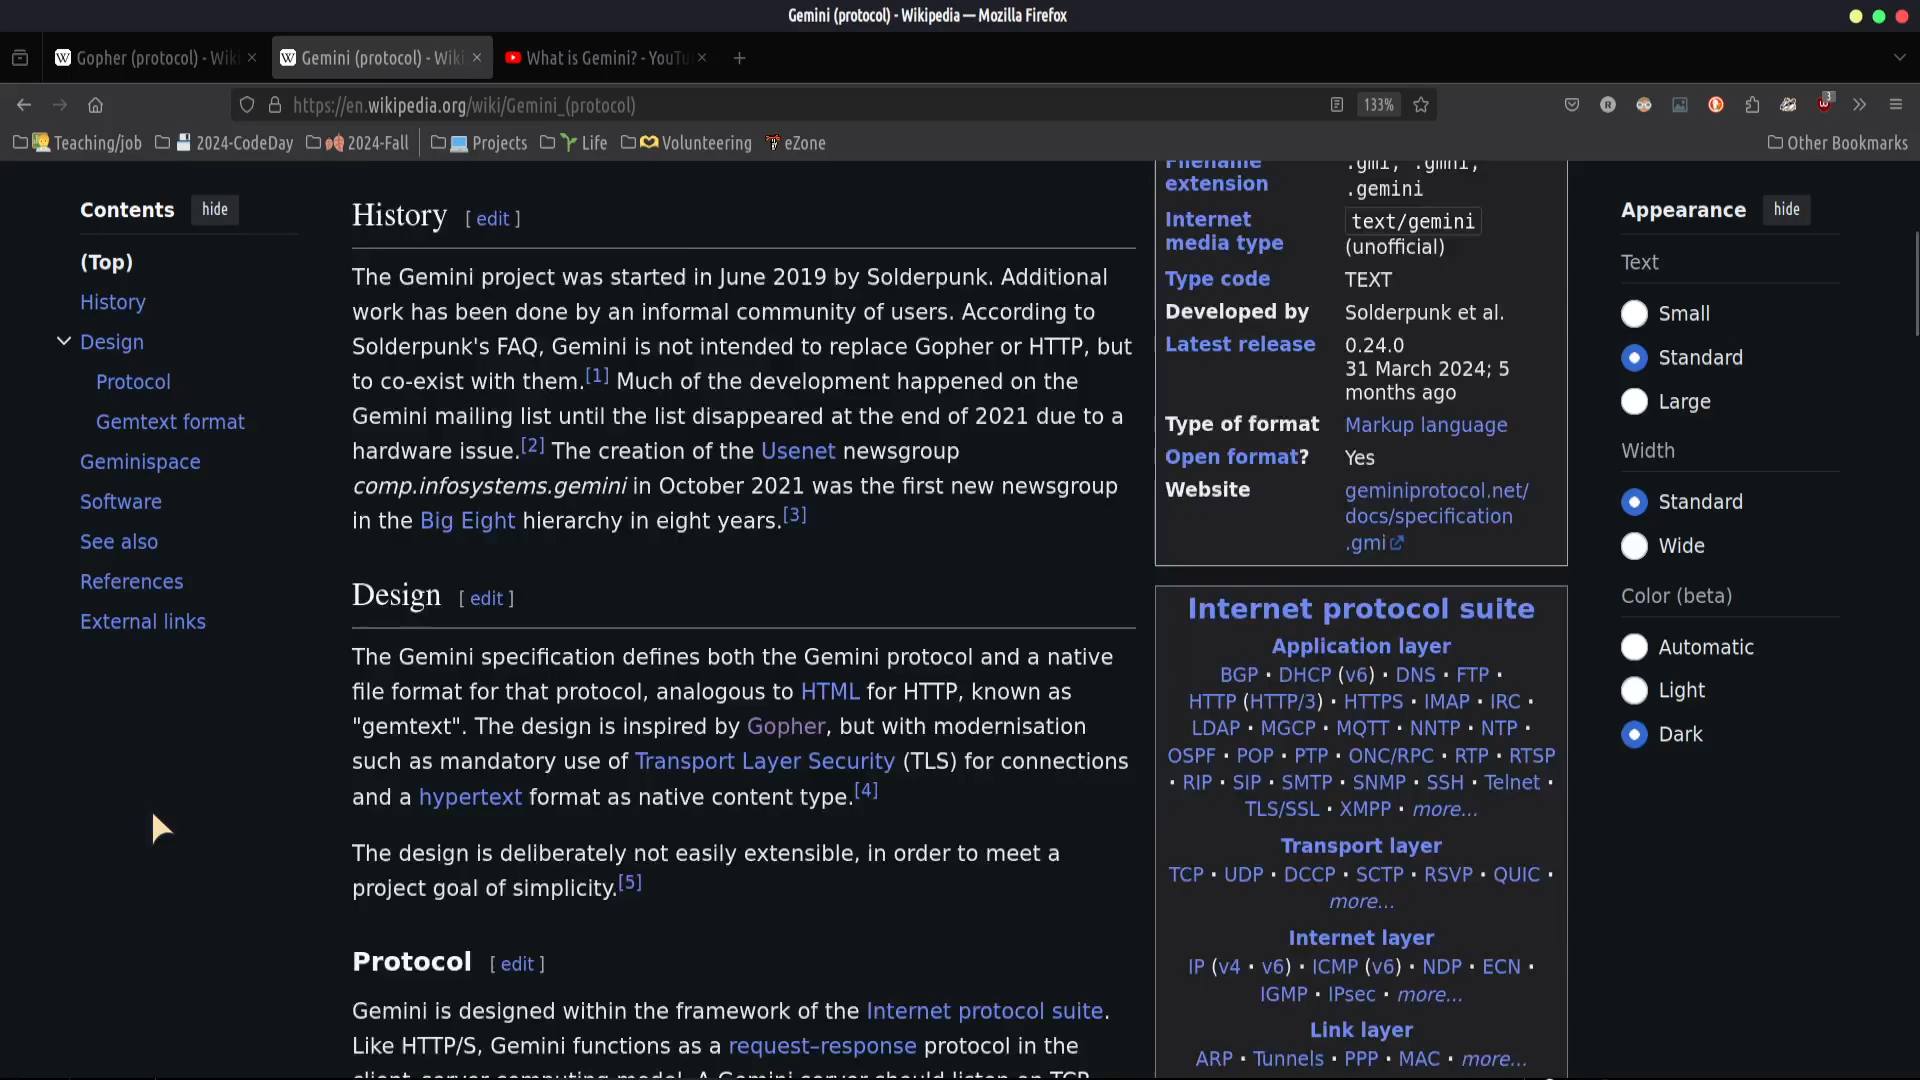 Gemini (protocol) - Wikipedia — Mozilla Firefox
Gopher (protocol) - Wiki
Gemini (protocol) - Wiki
What is Gemini? - YouTu
https://en.wikipedia.org/wiki/Gemini_(protocol)
133%
3
Teaching/job
2024-CodeDay
2024-Fall
Projects
Life
Volunteering
eZone
Other Bookmarks
Contents
hide
(Top)
History
Design
Protocol
Gemtext format
Geminispace
Software
See also
References
External links
History [ edit ]
The Gemini project was started in June 2019 by Solderpunk. Additional
work has been done by an informal community of users. According to
Solderpunk's FAQ, Gemini is not intended to replace Gopher or HTTP, but
to co-exist with them.[1] Much of the development happened on the
Gemini mailing list until the list disappeared at the end of 2021 due to a
hardware issue.[2] The creation of the Usenet newsgroup
comp.infosystems.gemini in October 2021 was the first new newsgroup
in the Big Eight hierarchy in eight years.[3]
Design [ edit ]
The Gemini specification defines both the Gemini protocol and a native
file format for that protocol, analogous to HTML for HTTP, known as
"gemtext". The design is inspired by Gopher, but with modernisation
such as mandatory use of Transport Layer Security (TLS) for connections
and a hypertext format as native content type.[4]
The design is deliberately not easily extensible, in order to meet a
project goal of simplicity.[5]
Protocol [ edit ]
Gemini is designed within the framework of the Internet protocol suite.
Like HTTP/S, Gemini functions as a request–response protocol in the
client–server computing model. A Gemini server should listen on TCP
Filename
extension
.gmi, .gmni,
.gemini
Internet
media type
text/gemini
(unofficial)
Type code
TEXT
Developed by
Solderpunk et al.
Latest release
0.24.0
31 March 2024; 5
months ago
Type of format
Markup language
Open format?
Yes
Website
geminiprotocol.net/
docs/specification
.gmi
Internet protocol suite
Application layer
BGP · DHCP (v6) · DNS · FTP ·
HTTP (HTTP/3) · HTTPS · IMAP · IRC ·
LDAP · MGCP · MQTT · NNTP · NTP ·
OSPF · POP · PTP · ONC/RPC · RTP · RTSP
· RIP · SIP · SMTP · SNMP · SSH · Telnet ·
TLS/SSL · XMPP · more...
Transport layer
TCP · UDP · DCCP · SCTP · RSVP · QUIC ·
more...
Internet layer
IP (v4 · v6) · ICMP (v6) · NDP · ECN ·
IGMP · IPsec · more...
Link layer
ARP · Tunnels · PPP · MAC · more...
Appearance
hide
Text
Small
Standard
Large
Width
Standard
Wide
Color (beta)
Automatic
Light
Dark